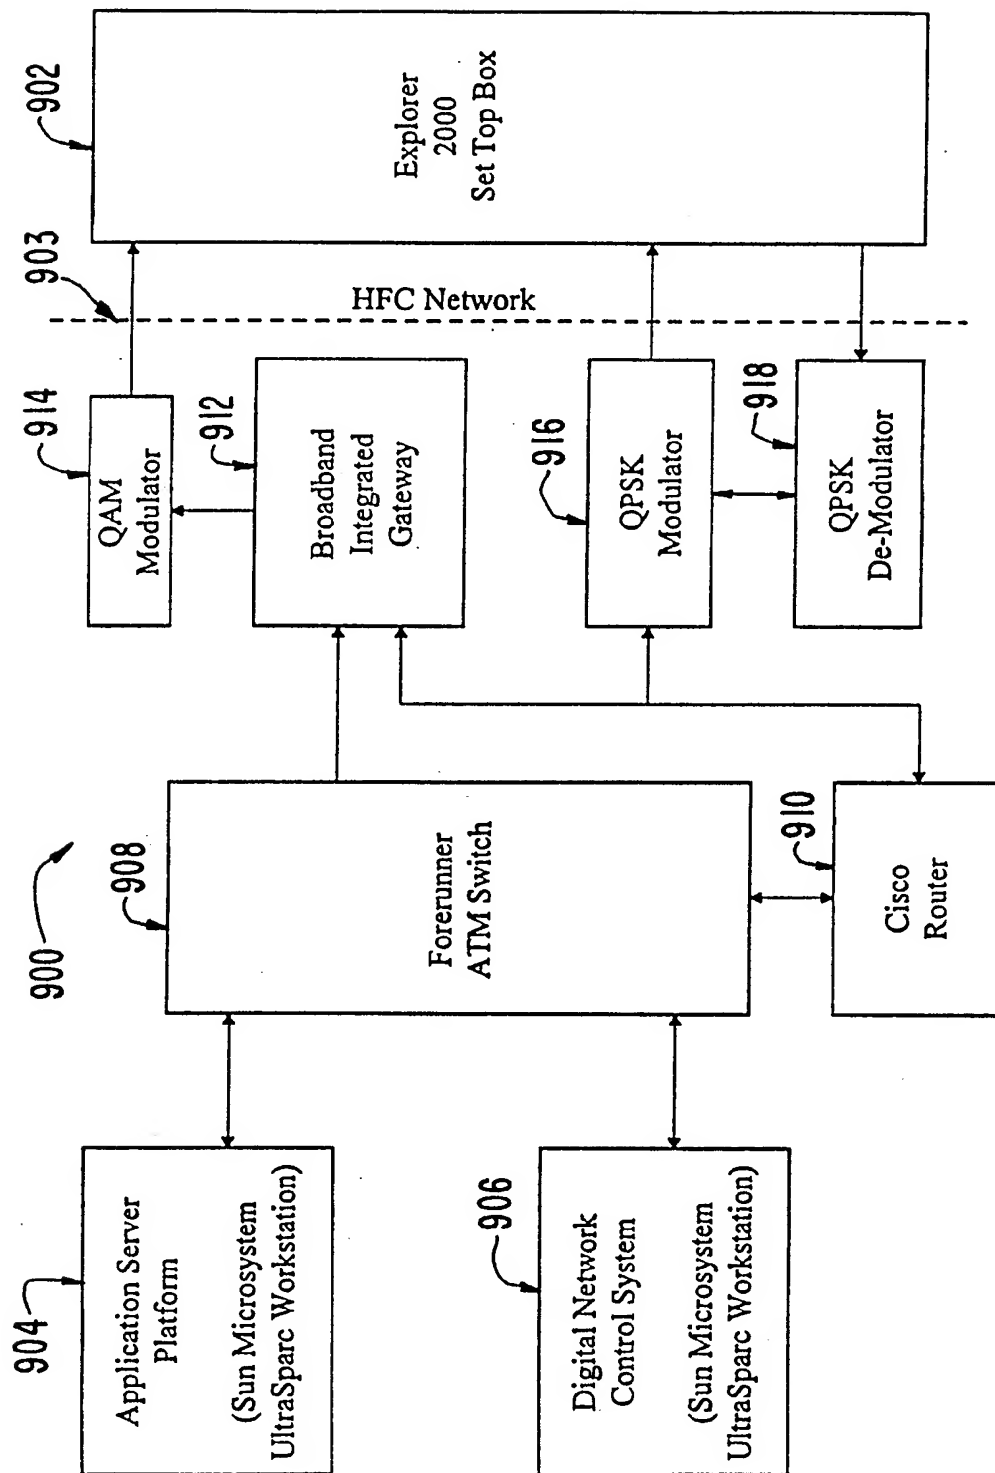 900
904
Application Server
Platform
(Sun Microsystem
UltraSparc Workstation)
906
Digital Network
Control System
(Sun Microsystem
UltraSparc Workstation)
908
Forerunner
ATM Switch
910
Cisco
Router
914
QAM
Modulator
912
Broadband
Integrated
Gateway
916
QPSK
Modulator
918
QPSK
De-Modulator
903
HFC Network
902
Explorer
2000
Set Top Box